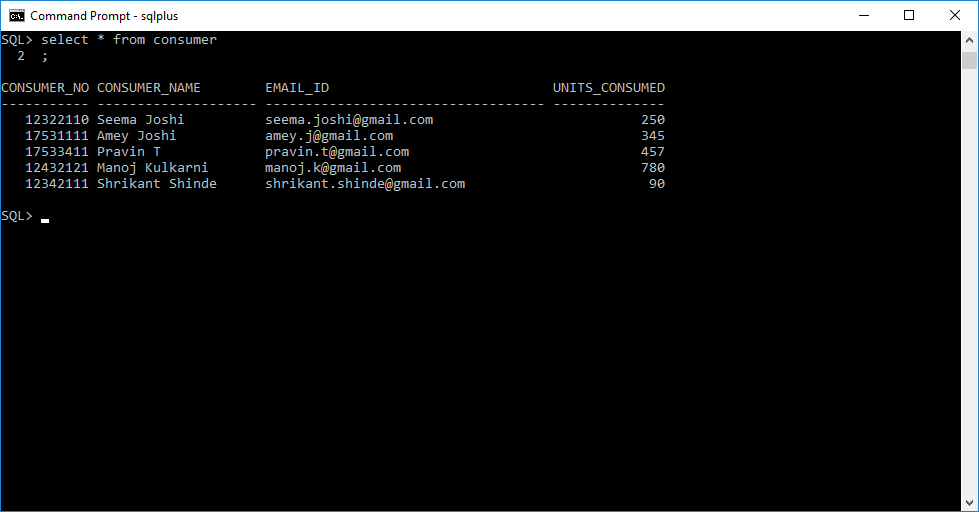 Command Prompt - sqlplus
SQL> select * from consumer
  2  ;
CONSUMER_NO CONSUMER_NAME        EMAIL_ID                            UNITS_CONSUMED
----------- -------------------- ----------------------------------- --------------
   12322110 Seema Joshi          seema.joshi@gmail.com                          250
   17531111 Amey Joshi           amey.j@gmail.com                               345
   17533411 Pravin T             pravin.t@gmail.com                             457
   12432121 Manoj Kulkarni       manoj.k@gmail.com                              780
   12342111 Shrikant Shinde      shrikant.shinde@gmail.com                       90
SQL>